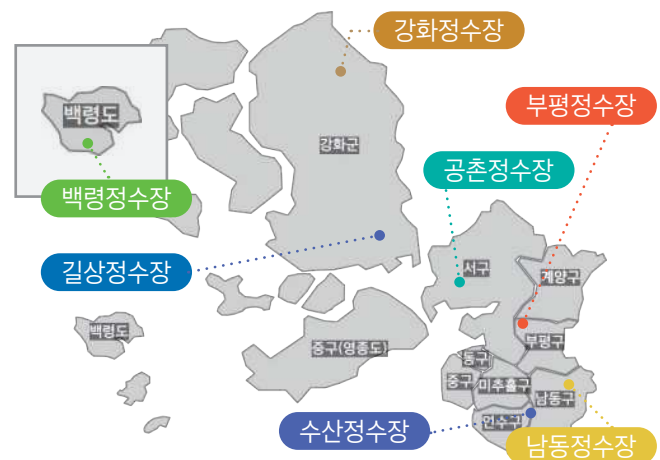 강화정수장
백령도
부평정수장
강화군
공촌정수장
백령정수장
길상정수장
서구
계양구
백령도
중구(영종도)
부평구
동구
중구
미추홀구
남동구
연수구
수산정수장
남동정수장